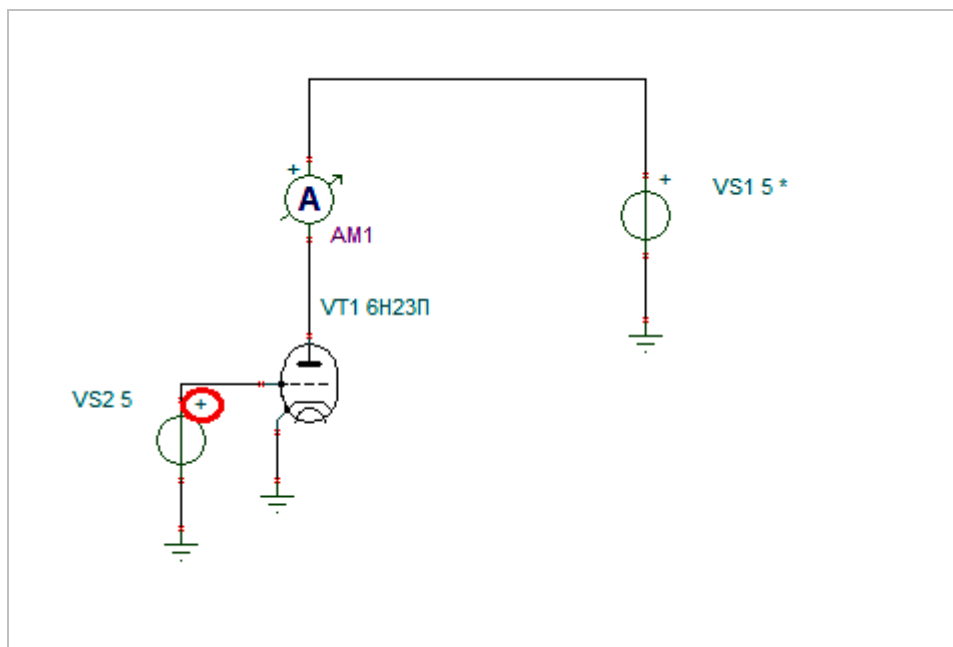 +
A
AM1
+
VS1 5 *
VT1 6Н23П
VS2 5
+